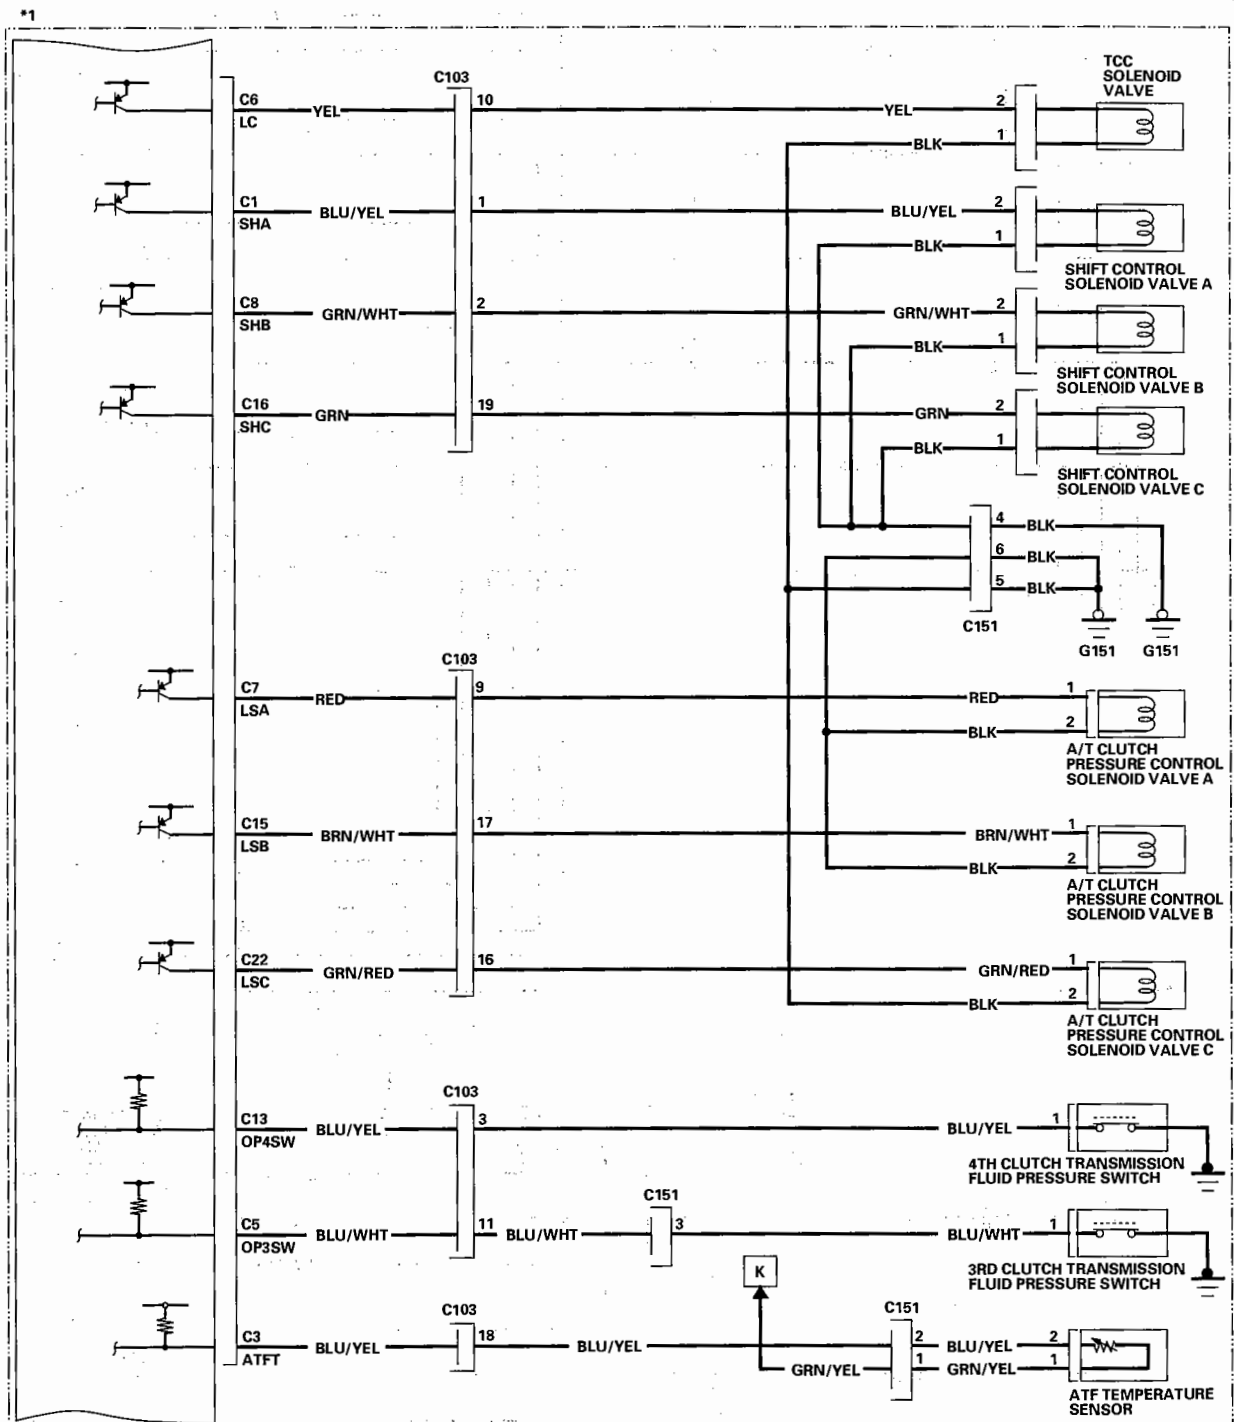 *1
TCC
SOLENOID
VALVE
C103
C6
LC
YEL
10
YEL
2
BLK
1
C1
SHA
BLU/YEL
1
BLU/YEL
2
BLK
1
SHIFT CONTROL
SOLENOID VALVE A
C8
SHB
GRN/WHT
2
GRN/WHT
2
BLK
1
SHIFT CONTROL
SOLENOID VALVE B
C16
SHC
GRN
19
GRN
2
BLK
1
SHIFT CONTROL
SOLENOID VALVE C
4
BLK
6
BLK
5
BLK
C151
G151
G151
C103
C7
LSA
RED
9
RED
1
BLK
2
A/T CLUTCH
PRESSURE CONTROL
SOLENOID VALVE A
C15
LSB
BRN/WHT
17
BRN/WHT
1
BLK
2
A/T CLUTCH
PRESSURE CONTROL
SOLENOID VALVE B
C22
LSC
GRN/RED
16
GRN/RED
1
BLK
2
A/T CLUTCH
PRESSURE CONTROL
SOLENOID VALVE C
C103
C13
OP4SW
BLU/YEL
3
BLU/YEL
1
4TH CLUTCH TRANSMISSION
FLUID PRESSURE SWITCH
C5
OP3SW
BLU/WHT
11
BLU/WHT
C151
3
BLU/WHT
1
3RD CLUTCH TRANSMISSION
FLUID PRESSURE SWITCH
K
C103
C3
ATFT
BLU/YEL
18
BLU/YEL
C151
2
BLU/YEL
2
GRN/YEL
1
GRN/YEL
1
ATF TEMPERATURE
SENSOR